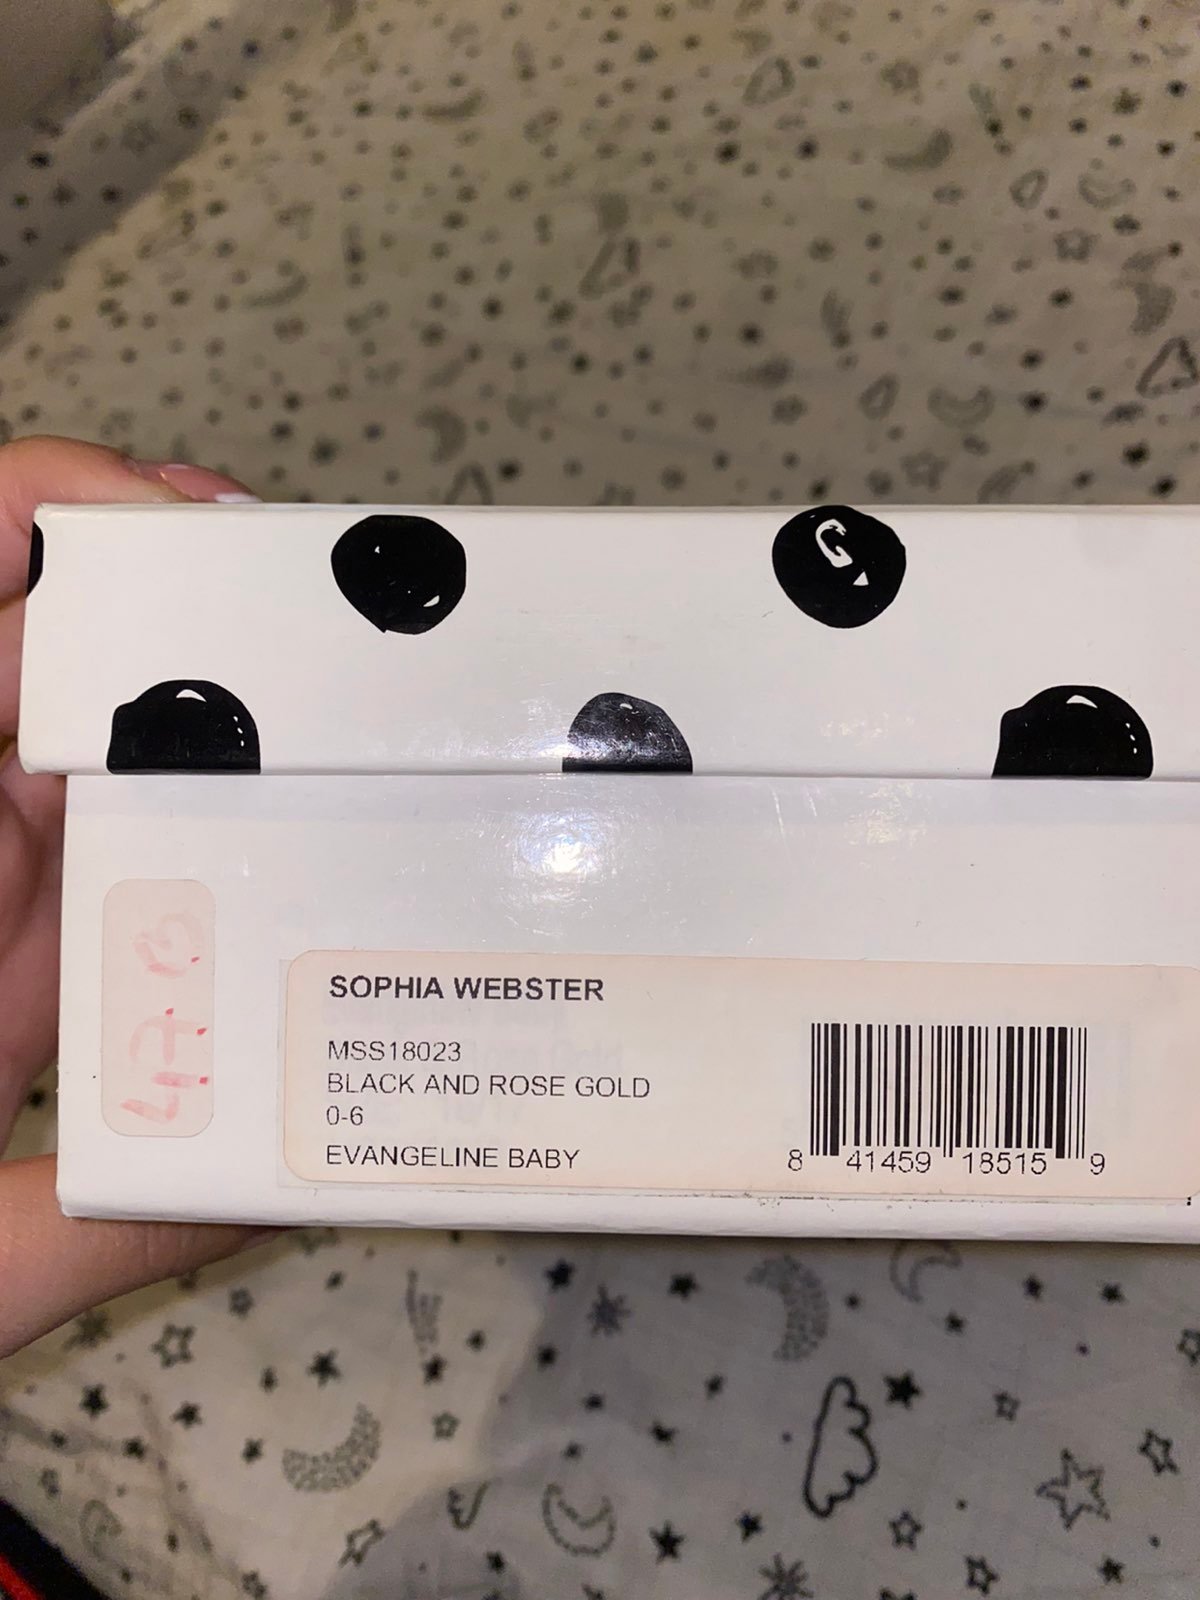 SOPHIA WEBSTER
MSS18023
BLACK AND ROSE GOLD
0-6
EVANGELINE BABY
8 41459 18515 9